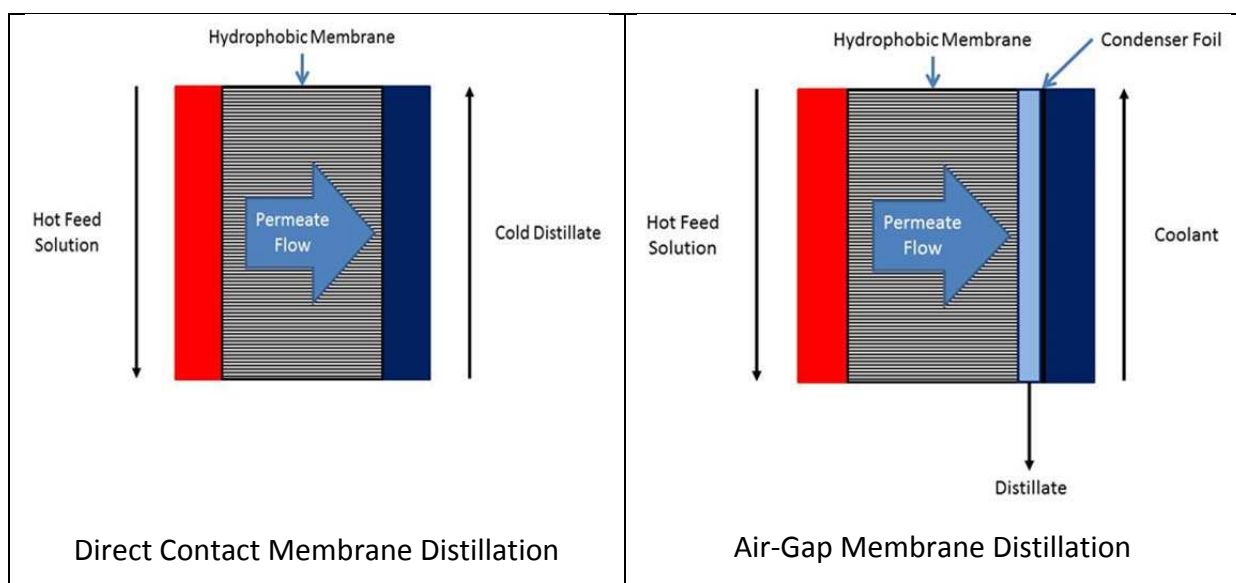 Hydrophobic Membrane
Hot Feed
Solution
Permeate
Flow
Cold Distillate
Direct Contact Membrane Distillation
Hydrophobic Membrane
Condenser Foil
Hot Feed
Solution
Permeate
Flow
Coolant
Distillate
Air-Gap Membrane Distillation